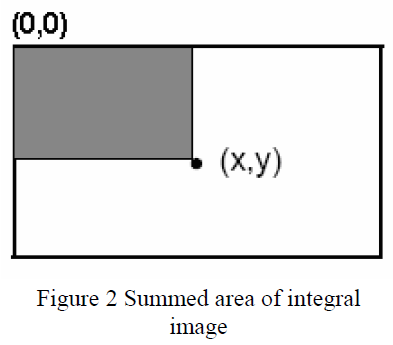 (0,0)
(x,y)
Figure 2 Summed area of integral
image